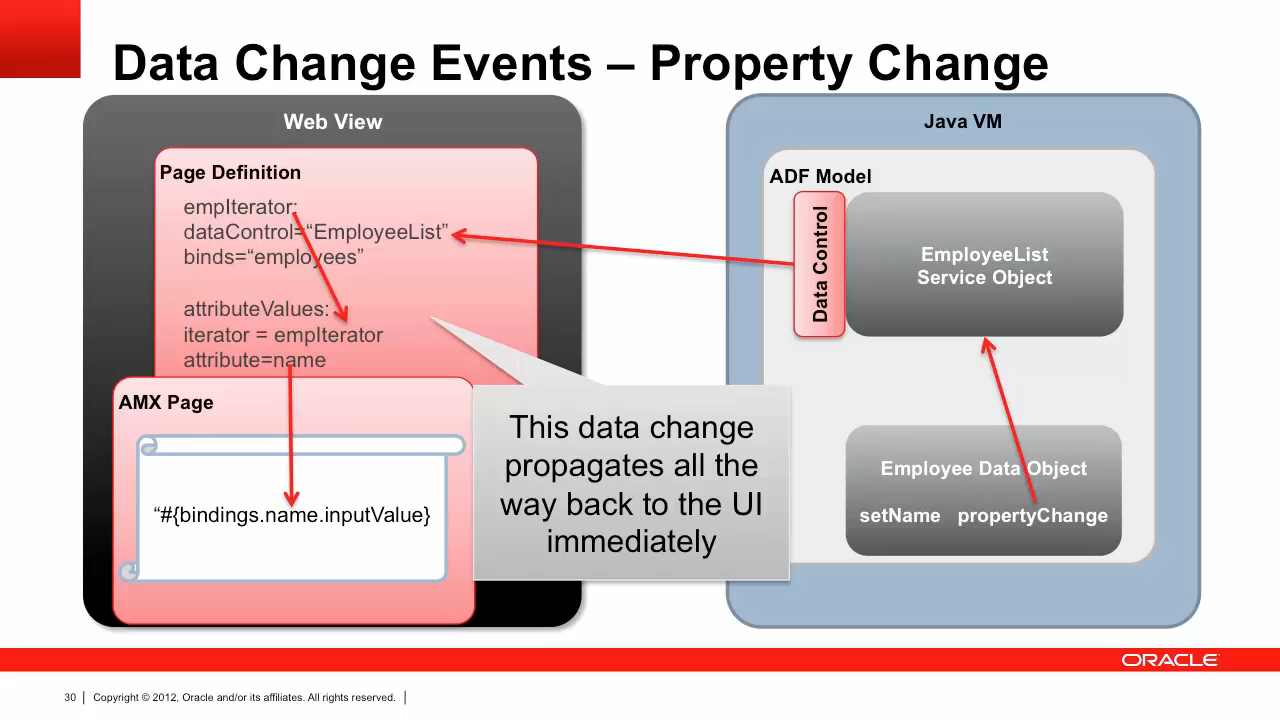 Data Change Events – Property Change
Web View
Page Definition
empIterator:
dataControl=“EmployeeList”
binds=“employees”
attributeValues:
iterator = empIterator
attribute=name
AMX Page
“#{bindings.name.inputValue}
This data change
propagates all the
way back to the UI
immediately
Java VM
ADF Model
Data Control
EmployeeList
Service Object
Employee Data Object
setName propertyChange
ORACLE
30 Copyright © 2012, Oracle and/or its affiliates. All rights reserved.